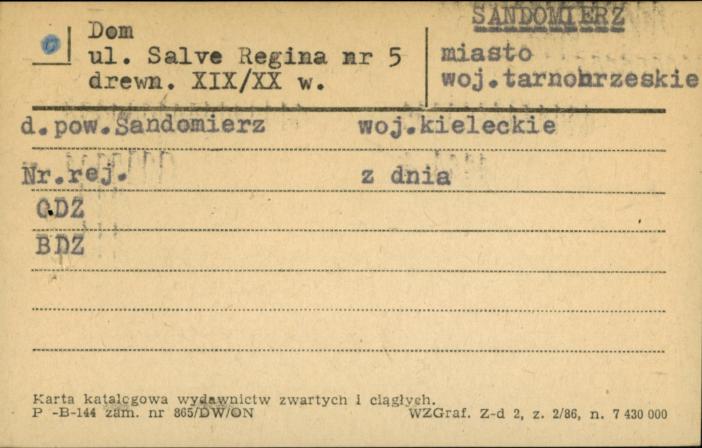 SANDOMIERZ
Dom
ul. Salve Regina nr 5
drewn. XIX/XX w.
miasto
woj.tarnobrzeskie
d.pow.Sandomierz woj.kieleckie
Nr.rej. z dnia
GDZ
BDZ
Karta katalogowa wydawnictw zwartych i ciągłych.
P -B-144 zam. nr 865/DW/ON WZGraf. Z-d 2, z. 2/86, n. 7 430 000